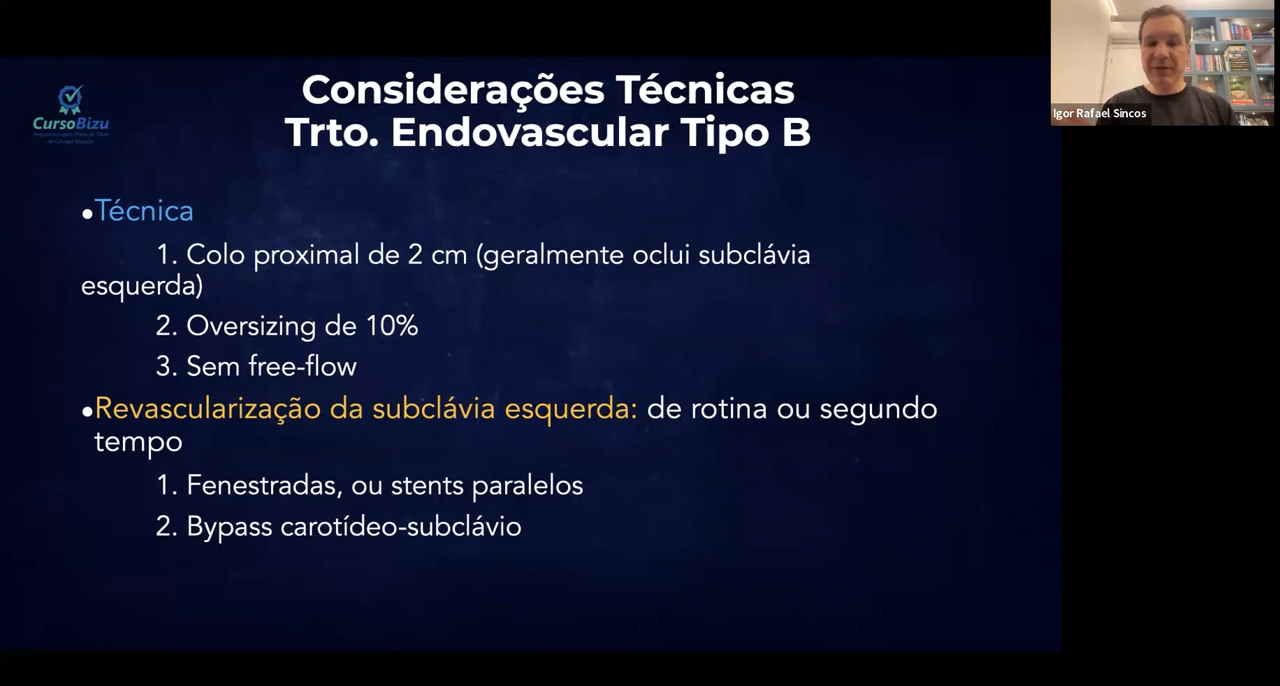 Considerações Técnicas
Trto. Endovascular Tipo B
CursoBizu
Igor Rafael Sincos
•Técnica
1. Colo proximal de 2 cm (geralmente oclui subclávia
esquerda)
2. Oversizing de 10%
3. Sem free-flow
•Revascularização da subclávia esquerda: de rotina ou segundo
tempo
1. Fenestradas, ou stents paralelos
2. Bypass carotídeo-subclávio